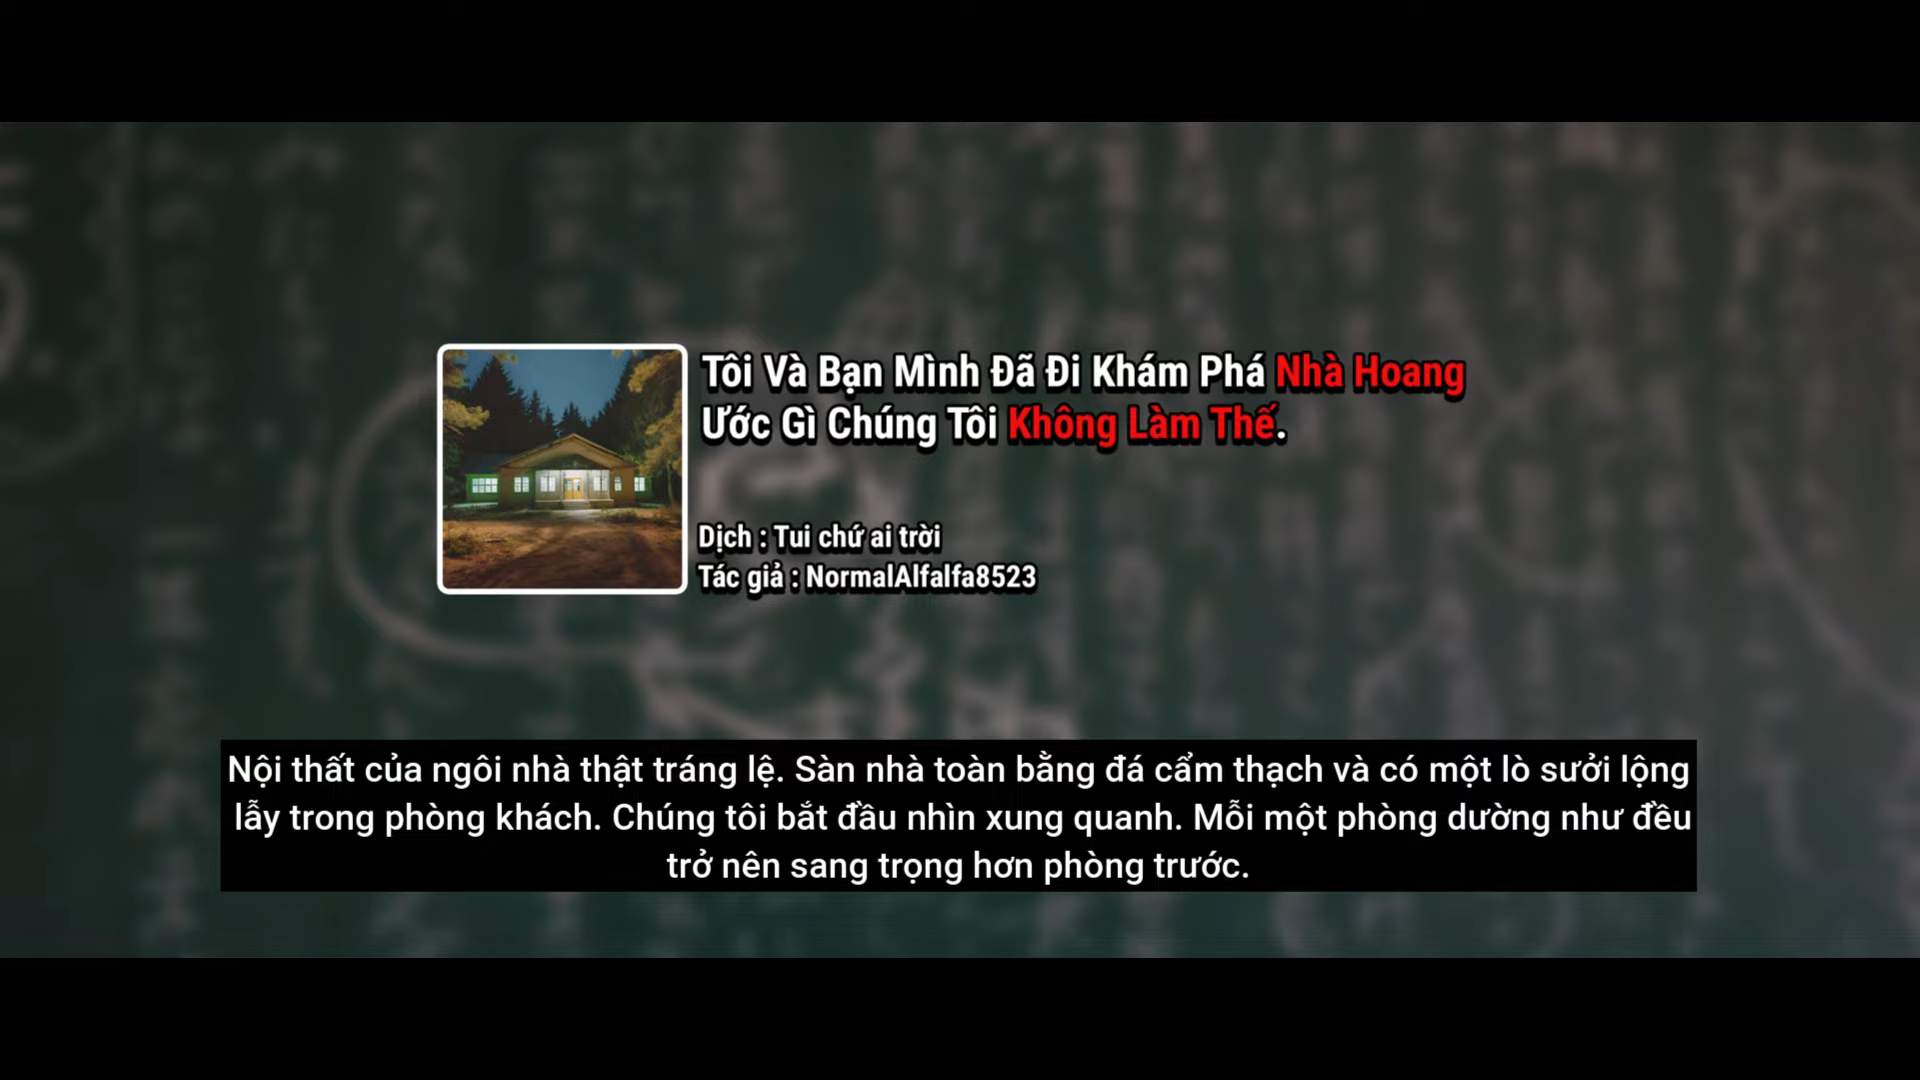 Tôi Và Bạn Mình Đã Đi Khám Phá Nhà Hoang
Ước Gì Chúng Tôi Không Làm Thế.
Dịch : Tui chứ ai trời
Tác giả : NormalAlfalfa8523
Nội thất của ngôi nhà thật tráng lệ. Sàn nhà toàn bằng đá cẩm thạch và có một lò sưởi lộng
lẫy trong phòng khách. Chúng tôi bắt đầu nhìn xung quanh. Mỗi một phòng dường như đều
trở nên sang trọng hơn phòng trước.